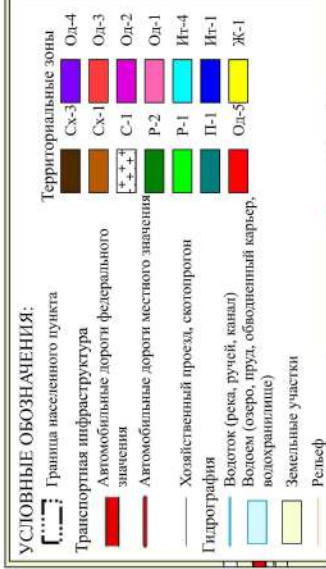 УСЛОВНЫЕ ОБОЗНАЧЕНИЯ:
Граница населенного пункта
Транспортная инфраструктура
Автомобильные дороги федерального
значения
Автомобильные дороги местного значения
Хозяйственный проезд, скотопрогон
Гидрография
Водоток (река, ручей, канал)
Водоем (озеро, пруд, обводненный карьер,
водохранилище)
Земельные участки
Рельеф
Территориальные зоны
Сх-3
Сх-1
С-1
Р-2
Р-1
П-1
Од-5
Од-4
Од-3
Од-2
Од-1
Ит-4
Ит-1
Ж-1